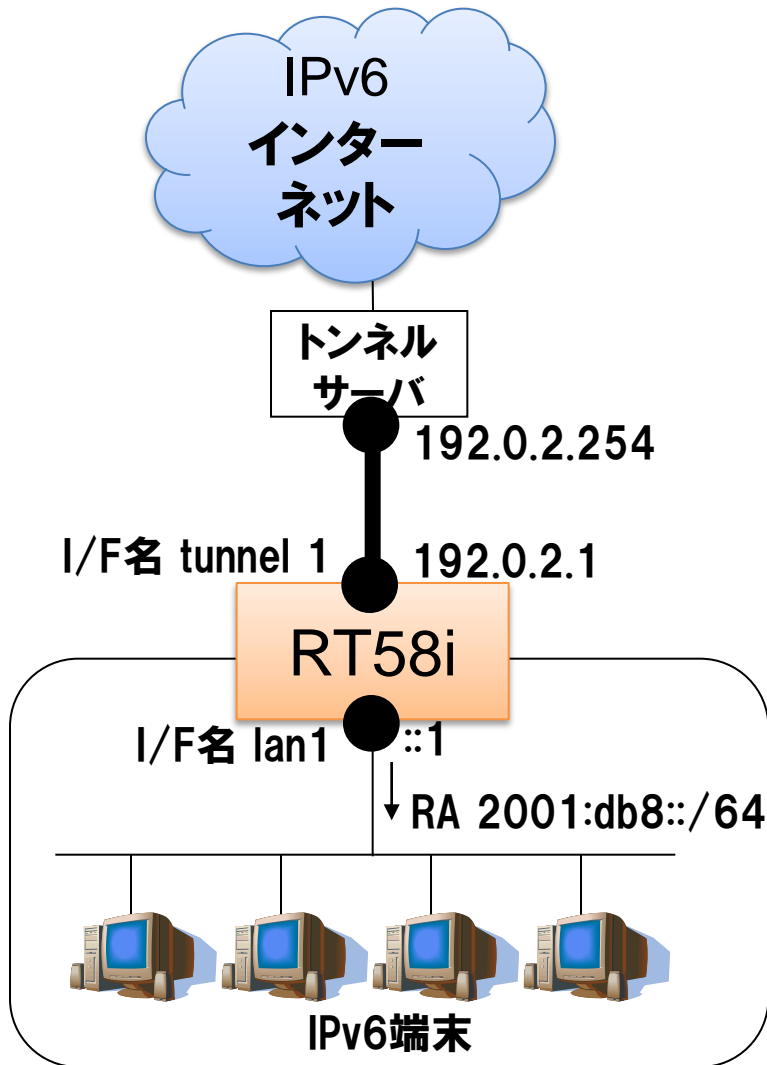 IPv6
インター
ネット
トンネル
サーバ
192.0.2.254
I/F名 tunnel 1
192.0.2.1
RT58i
I/F名 lan1
::1
RA 2001:db8::/64
IPv6端末